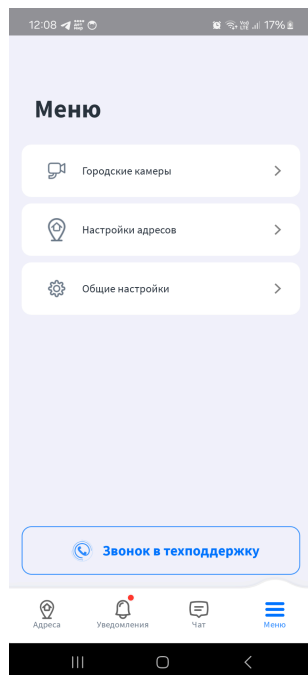 12:08 17%
Меню
Городские камеры
Настройки адресов
Общие настройки
Звонок в техподдержку
Адреса Уведомления Чат Меню